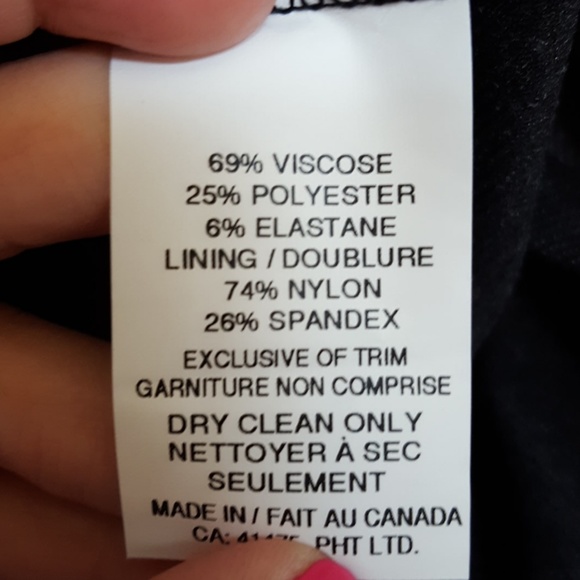 69% VISCOSE
25% POLYESTER
6% ELASTANE
LINING / DOUBLURE
74% NYLON
26% SPANDEX
EXCLUSIVE OF TRIM
GARNITURE NON COMPRISE
DRY CLEAN ONLY
NETTOYER À SEC
SEULEMENT
MADE IN / FAIT AU CANADA
CA: PHT LTD.